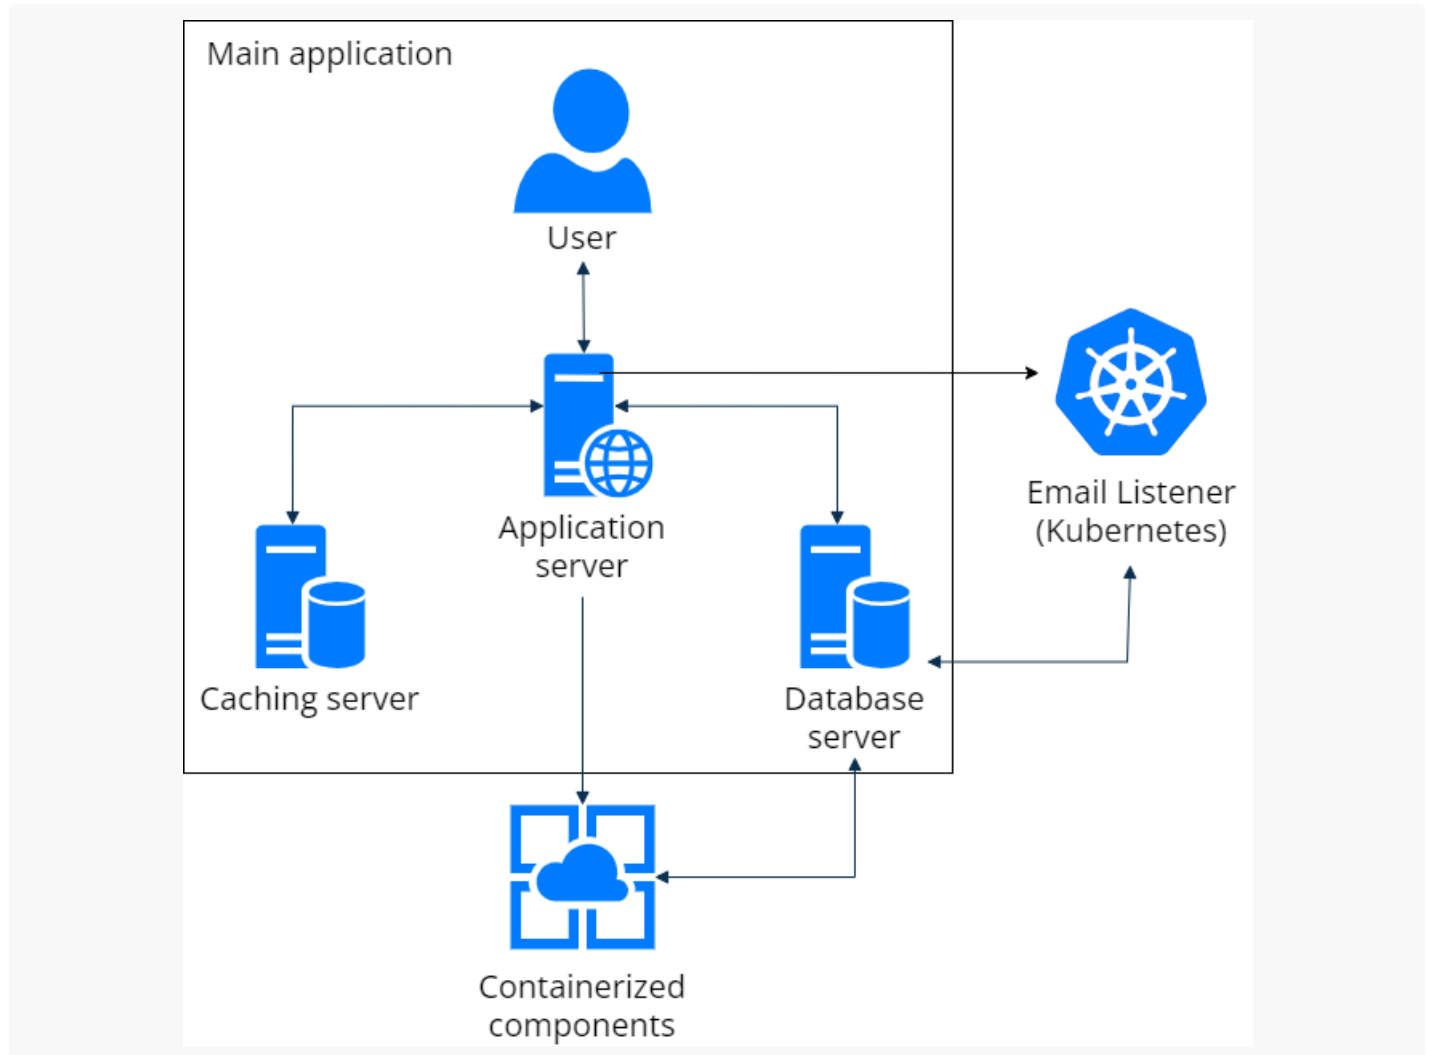 Main application
User
Application
server
Email Listener
(Kubernetes)
Caching server
Database
server
Containerized
components